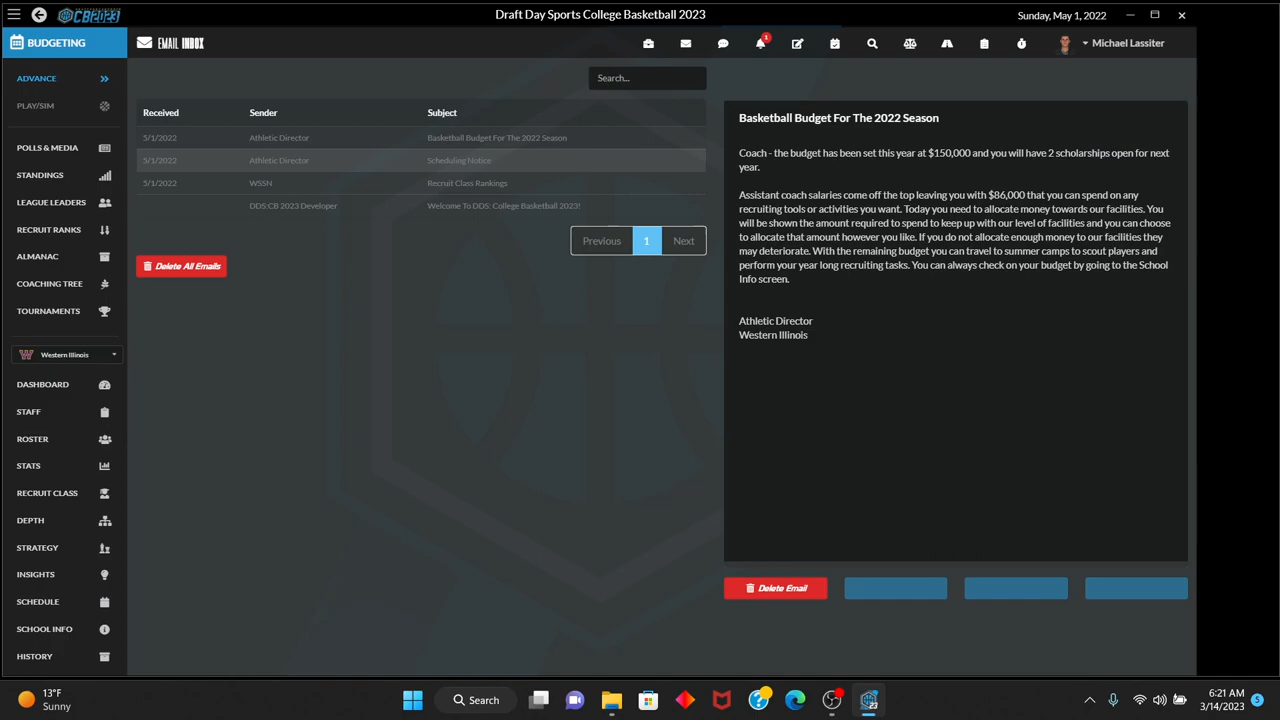 CB2023
Draft Day Sports College Basketball 2023
Sunday, May 1, 2022
BUDGETING
EMAIL INBOX
1
Michael Lassiter
ADVANCE
PLAY/SIM
POLLS & MEDIA
STANDINGS
LEAGUE LEADERS
RECRUIT RANKS
ALMANAC
COACHING TREE
TOURNAMENTS
Western Illinois
DASHBOARD
STAFF
ROSTER
STATS
RECRUIT CLASS
DEPTH
STRATEGY
INSIGHTS
SCHEDULE
SCHOOL INFO
HISTORY
Search...
Received Sender Subject
5/1/2022 Athletic Director Basketball Budget For The 2022 Season
5/1/2022 Athletic Director Scheduling Notice
5/1/2022 WSSN Recruit Class Rankings
DDS:CB 2023 Developer Welcome To DDS: College Basketball 2023!
Previous 1 Next
Delete All Emails
Basketball Budget For The 2022 Season
Coach - the budget has been set this year at $150,000 and you will have 2 scholarships open for next
year.
Assistant coach salaries come off the top leaving you with $86,000 that you can spend on any
recruiting tools or activities you want. Today you need to allocate money towards our facilities. You
will be shown the amount required to spend to keep up with our level of facilities and you can choose
to allocate that amount however you like. If you do not allocate enough money to our facilities they
may deteriorate. With the remaining budget you can travel to summer camps to scout players and
perform your year long recruiting tasks. You can always check on your budget by going to the School
Info screen.
Athletic Director
Western Illinois
Delete Email
13°F
Sunny
Search
23
6:21 AM
3/14/2023
5